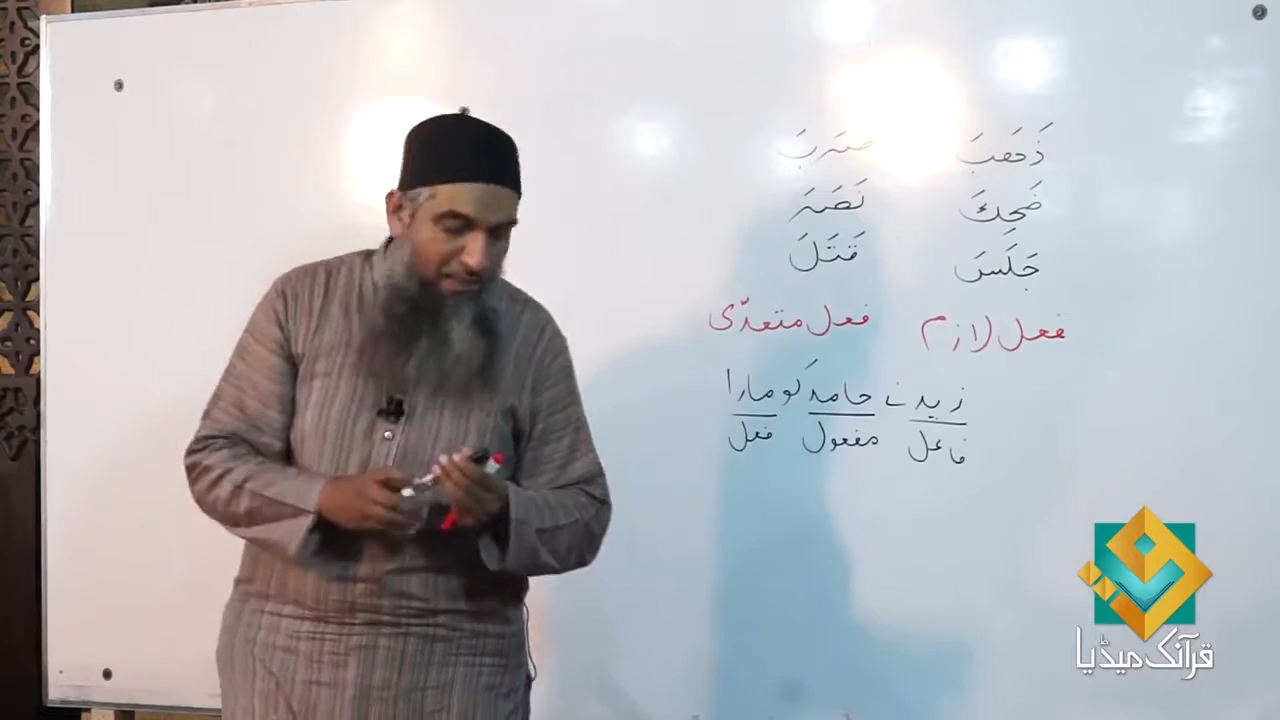 ذَھَبَ ضَرَبَ
ضَحِكَ نَصَرَ
جَلَسَ قَتَلَ
فعل لازم فعل متعدّی
زید نے حامد کو مارا
فاعل مفعول فعل
قرآنک میڈیا